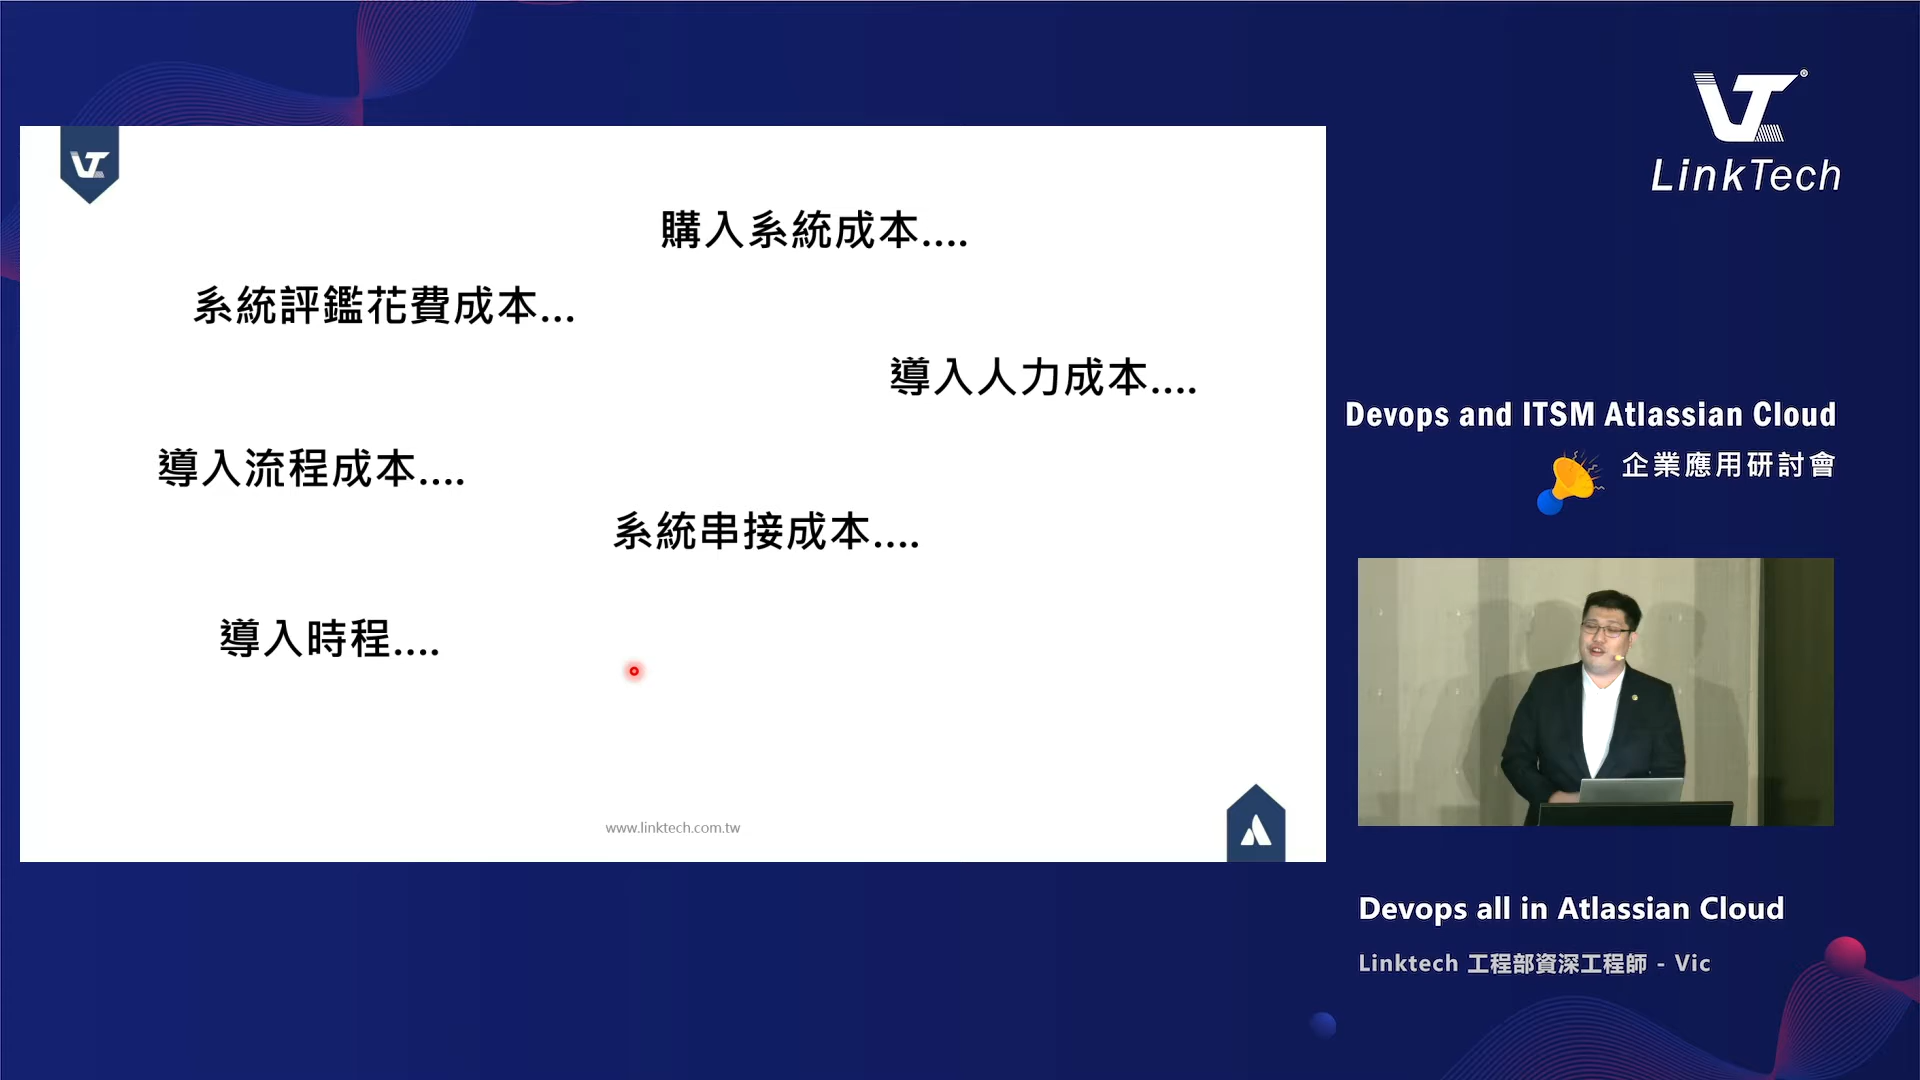 LinkTech
購入系統成本....
系統評鑑花費成本...
導入人力成本....
導入流程成本....
系統串接成本....
導入時程....
www.linktech.com.tw
Devops and ITSM Atlassian Cloud
企業應用研討會
Devops all in Atlassian Cloud
Linktech 工程部資深工程師 - Vic